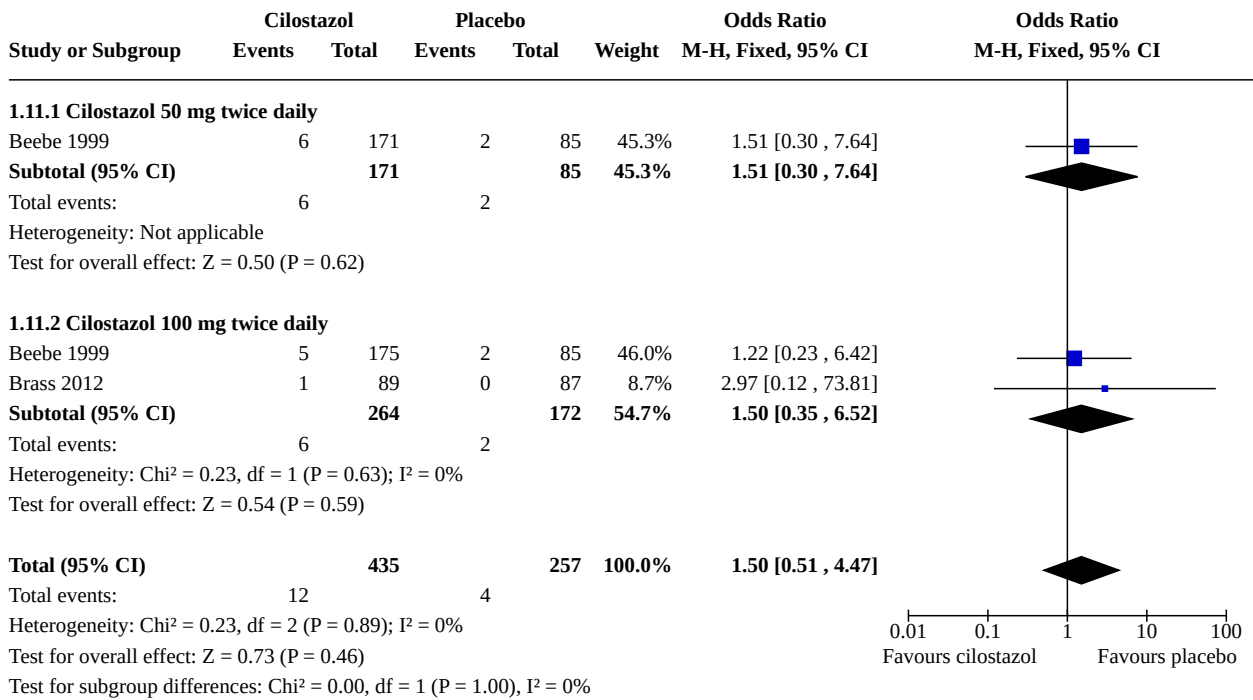 Cilostazol Placebo Odds Ratio Odds Ratio
Study or Subgroup Events Total Events Total Weight M-H, Fixed, 95% CI M-H, Fixed, 95% CI
1.11.1 Cilostazol 50 mg twice daily
Beebe 1999 6 171 2 85 45.3% 1.51 [0.30 , 7.64]
Subtotal (95% CI) 171 85 45.3% 1.51 [0.30 , 7.64]
Total events: 6 2
Heterogeneity: Not applicable
Test for overall effect: Z = 0.50 (P = 0.62)
1.11.2 Cilostazol 100 mg twice daily
Beebe 1999 5 175 2 85 46.0% 1.22 [0.23 , 6.42]
Brass 2012 1 89 0 87 8.7% 2.97 [0.12 , 73.81]
Subtotal (95% CI) 264 172 54.7% 1.50 [0.35 , 6.52]
Total events: 6 2
Heterogeneity: Chi² = 0.23, df = 1 (P = 0.63); I² = 0%
Test for overall effect: Z = 0.54 (P = 0.59)
Total (95% CI) 435 257 100.0% 1.50 [0.51 , 4.47]
Total events: 12 4
Heterogeneity: Chi² = 0.23, df = 2 (P = 0.89); I² = 0%
0.01 0.1 1 10 100
Test for overall effect: Z = 0.73 (P = 0.46)
Favours cilostazol Favours placebo
Test for subgroup differences: Chi² = 0.00, df = 1 (P = 1.00), I² = 0%